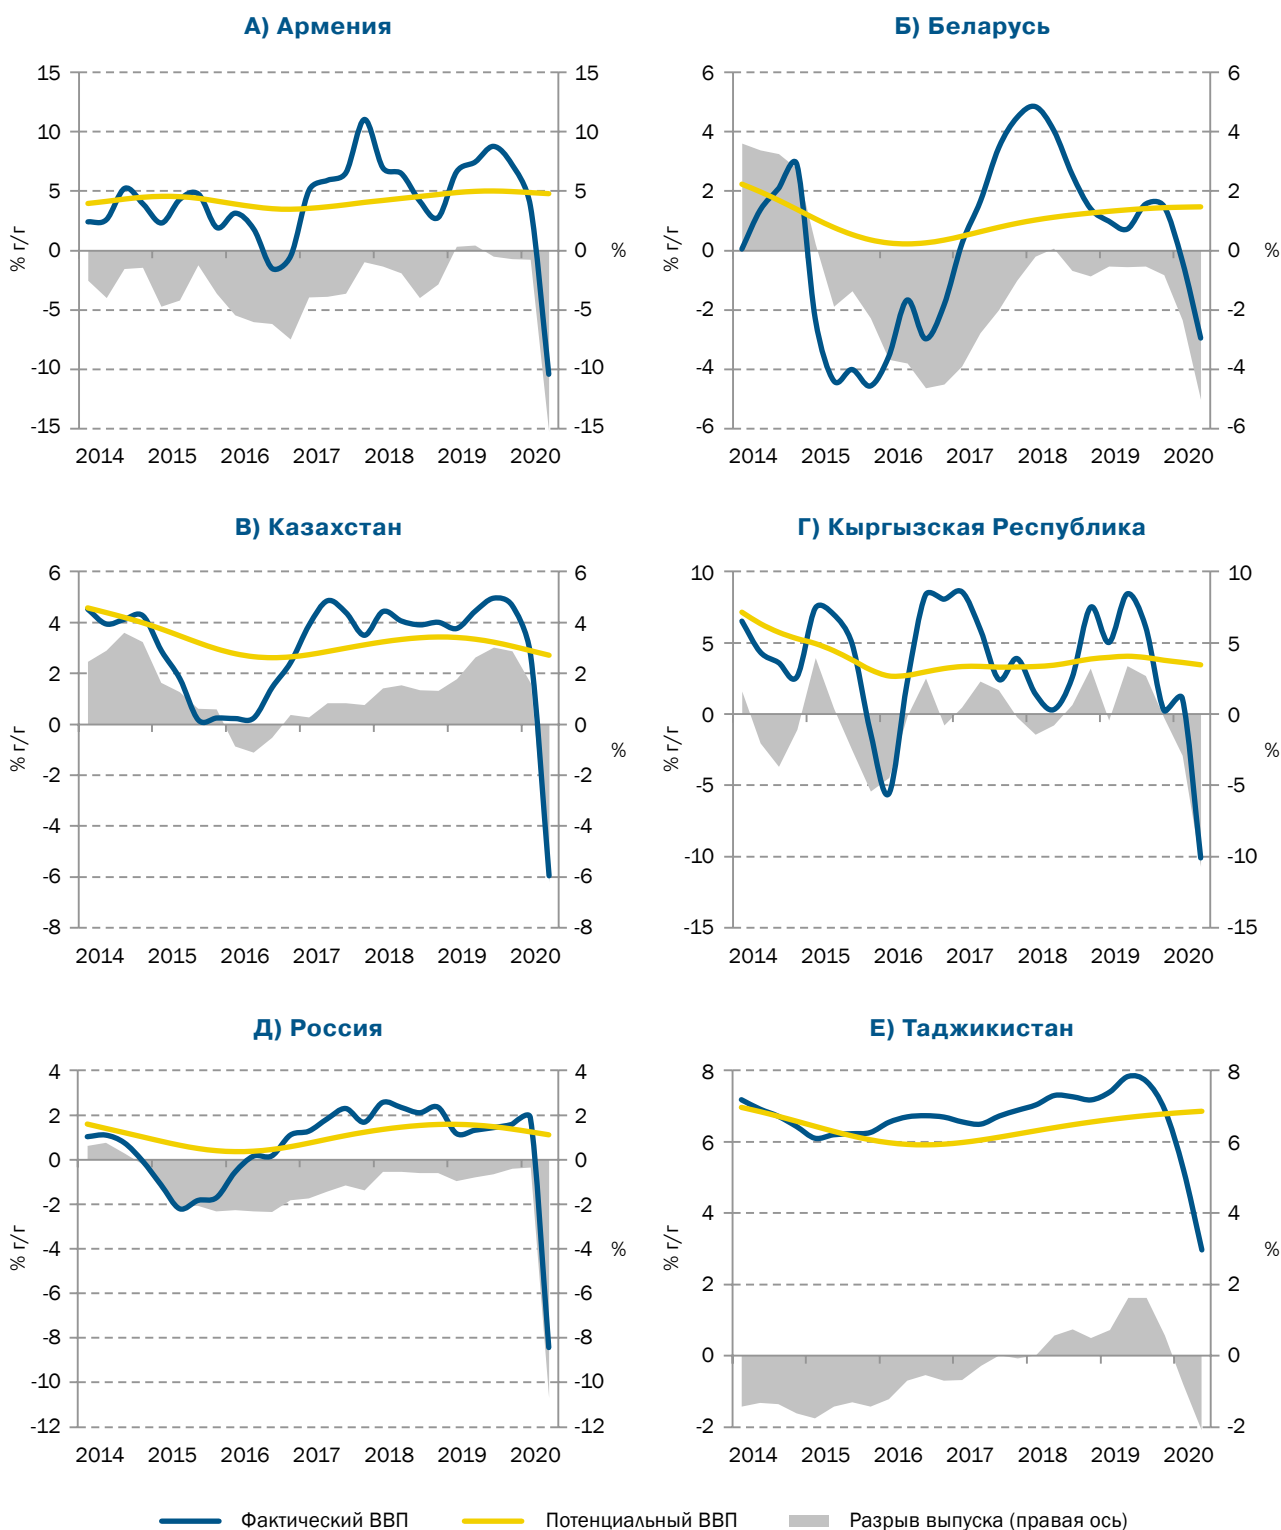 А) Армения
15 15
10 10
5 5
0 0
-5 -5
-10 -10
-15 -15
% г/г
%
2014 2015 2016 2017 2018 2019 2020
Б) Беларусь
6 6
4 4
2 2
0 0
-2 -2
-4 -4
-6 -6
% г/г
%
2014 2015 2016 2017 2018 2019 2020
В) Казахстан
6 6
4 4
2 2
0 0
-2 -2
-4 -4
-6 -6
-8 -8
% г/г
%
2014 2015 2016 2017 2018 2019 2020
Г) Кыргызская Республика
10 10
5 5
0 0
-5 -5
-10 -10
-15 -15
% г/г
%
2014 2015 2016 2017 2018 2019 2020
Д) Россия
4 4
2 2
0 0
-2 -2
-4 -4
-6 -6
-8 -8
-10 -10
-12 -12
% г/г
%
2014 2015 2016 2017 2018 2019 2020
Е) Таджикистан
8 8
6 6
4 4
2 2
0 0
-2 -2
% г/г
%
2014 2015 2016 2017 2018 2019 2020
Фактический ВВП Потенциальный ВВП Разрыв выпуска (правая ось)